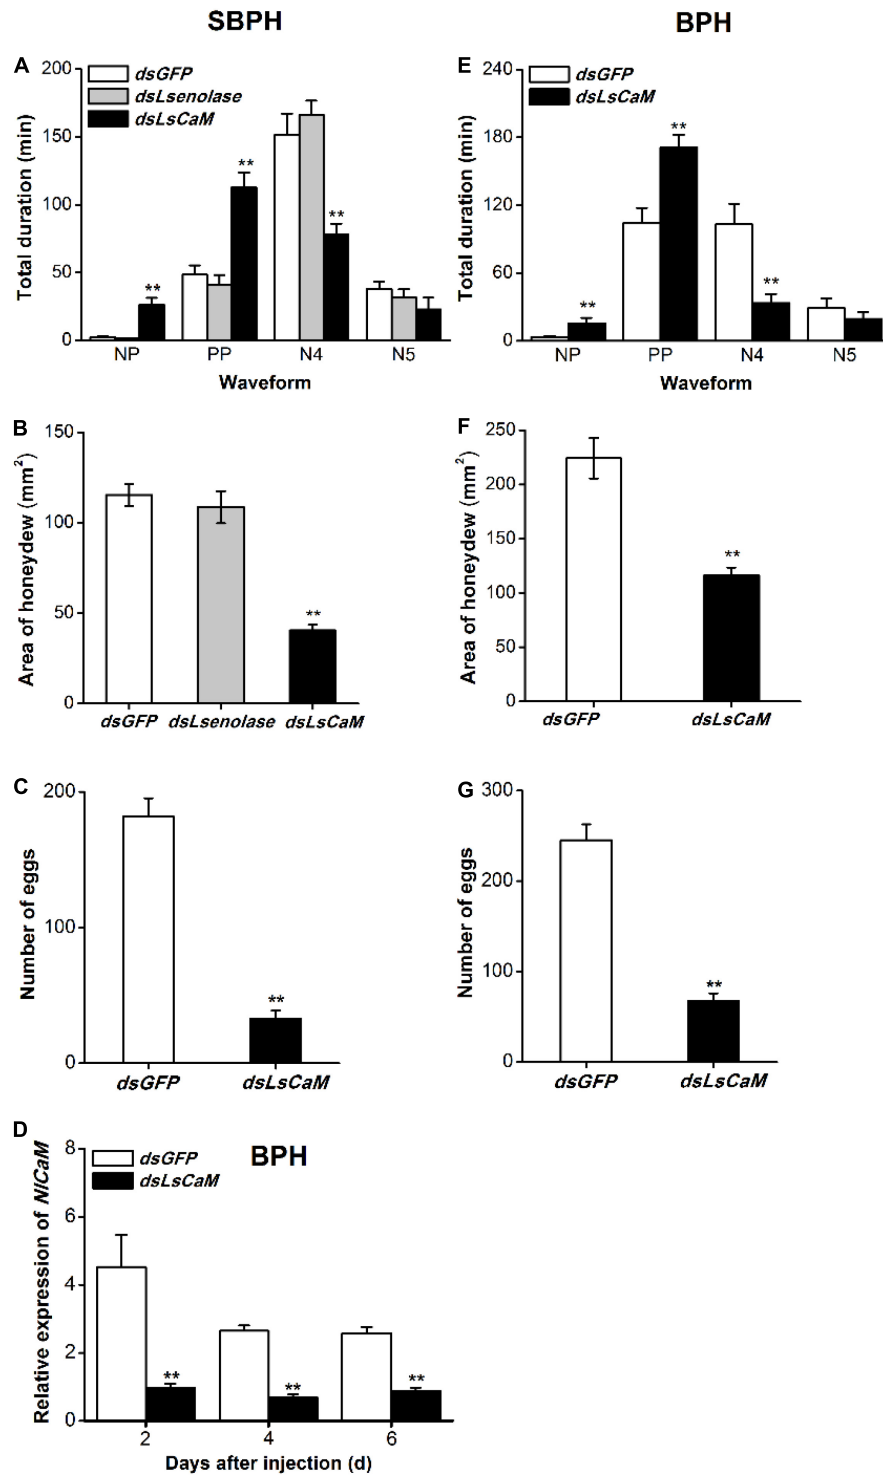 SBPH
BPH
A
200
150
100
50
0
Total duration (min)
dsGFP
dsLsenolase
dsLsCaM
**
**
**
NP PP N4 N5
Waveform
E
240
180
120
60
0
Total duration (min)
dsGFP
dsLsCaM
**
**
**
NP PP N4 N5
Waveform
B
150
100
50
0
Area of honeydew (mm²)
**
dsGFP dsLsenolase dsLsCaM
F
250
200
150
100
50
0
Area of honeydew (mm²)
**
dsGFP dsLsCaM
C
200
100
0
Number of eggs
**
dsGFP dsLsCaM
G
300
200
100
0
Number of eggs
**
dsGFP dsLsCaM
D
8
6
4
2
0
Relative expression of NlCaM
dsGFP
dsLsCaM
BPH
**
**
**
2 4 6
Days after injection (d)